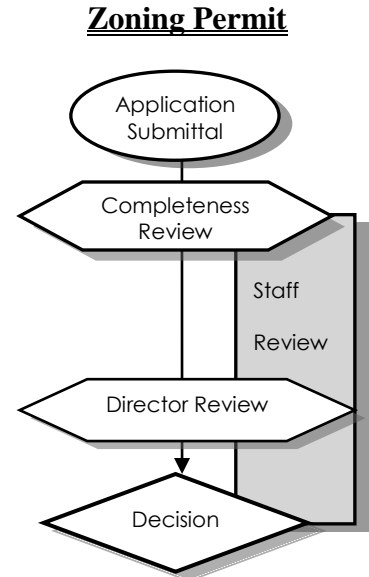 Zoning Permit
Application
Submittal
Completeness
Review
Staff
Review
Director Review
Decision